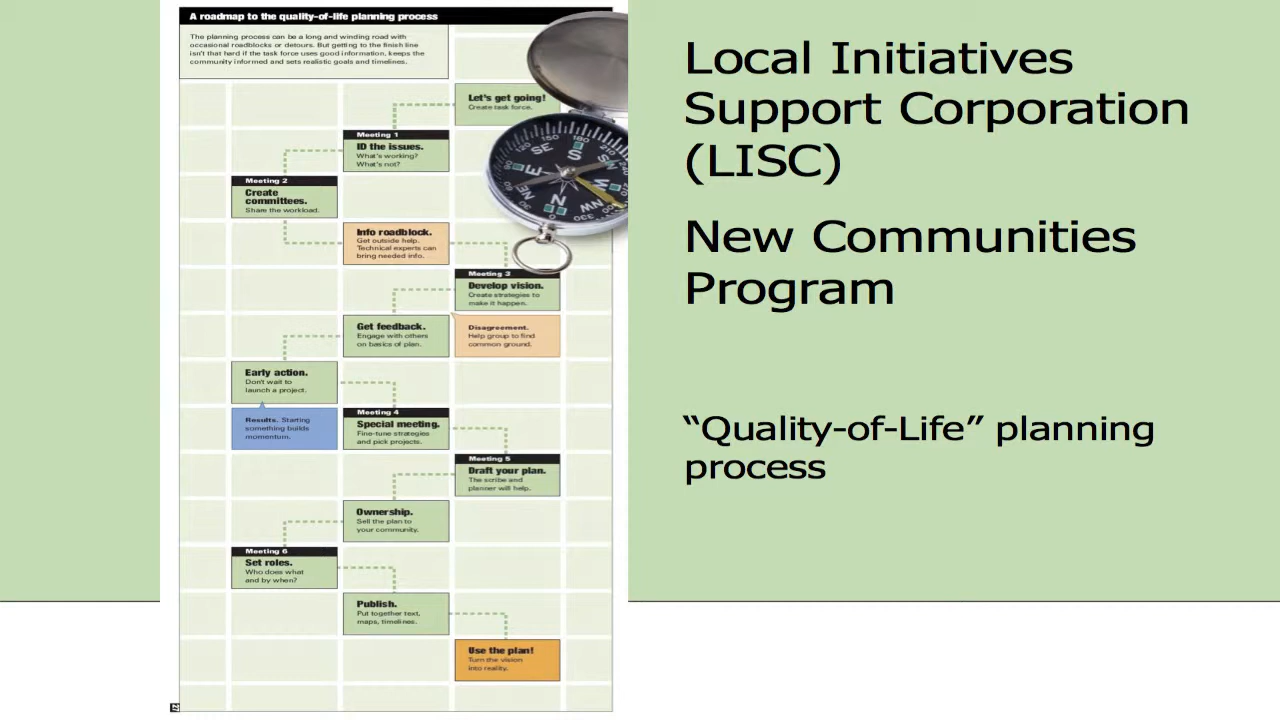 A roadmap to the quality-of-life planning process
The planning process can be a long and winding road with
occasional roadblocks or detours. But getting to the finish line
isn't that hard if the task force uses good information, keeps the
community informed and sets realistic goals and timelines.
Let's get going!
Create task force.
Meeting 1
ID the issues.
What's working?
What's not?
Meeting 2
Create
committees.
Share the workload.
Info roadblock.
Get outside help.
Technical experts can
bring needed info.
Meeting 3
Develop vision.
Create strategies to
make it happen.
Get feedback.
Engage with others
on basics of plan.
Disagreement.
Help group to find
common ground.
Early action.
Don't wait to
launch a project.
Results. Starting
something builds
momentum.
Meeting 4
Special meeting.
Fine-tune strategies
and pick projects.
Meeting 5
Draft your plan.
The scribe and
planner will help.
Ownership.
Sell the plan to
your community.
Meeting 6
Set roles.
Who does what
and by when?
Publish.
Put together text,
maps, timelines.
Use the plan!
Turn the vision
into reality.
150 180
SE S
E N NW NE
0 330
Local Initiatives
Support Corporation
(LISC)
New Communities
Program
“Quality-of-Life” planning
process